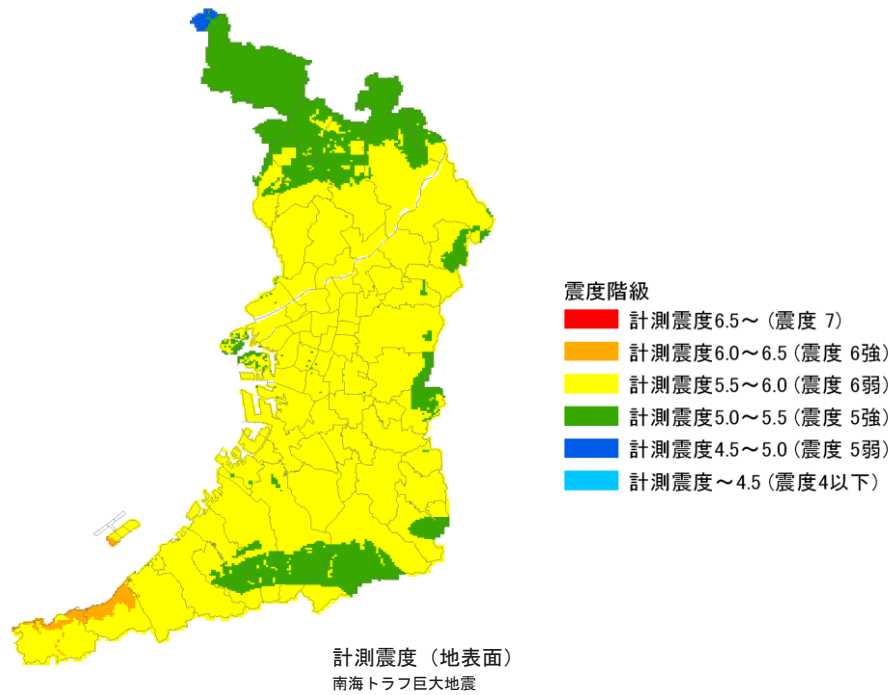 震度階級
計測震度6.5～ (震度 7)
計測震度6.0～6.5 (震度 6強)
計測震度5.5～6.0 (震度 6弱)
計測震度5.0～5.5 (震度 5強)
計測震度4.5～5.0 (震度 5弱)
計測震度～4.5 (震度4以下)
計測震度（地表面）
南海トラフ巨大地震